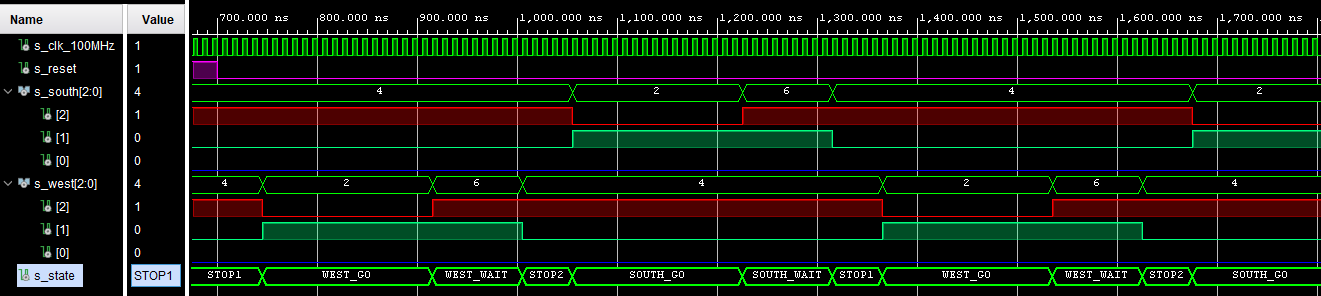 Name Value 700.000 ns 800.000 ns 900.000 ns 1,000.000 ns 1,100.000 ns 1,200.000 ns 1,300.000 ns 1,400.000 ns 1,500.000 ns 1,600.000 ns 1,700.000 ns
s_clk_100MHz 1
s_reset 1
s_south[2:0] 4 4 2 6 4 2
[2] 1
[1] 0
[0] 0
s_west[2:0] 4 4 2 6 4 2 6 4
[2] 1
[1] 0
[0] 0
s_state STOP1 STOP1 WEST_GO WEST_WAIT STOP2 SOUTH_GO SOUTH_WAIT STOP1 WEST_GO WEST_WAIT STOP2 SOUTH_GO